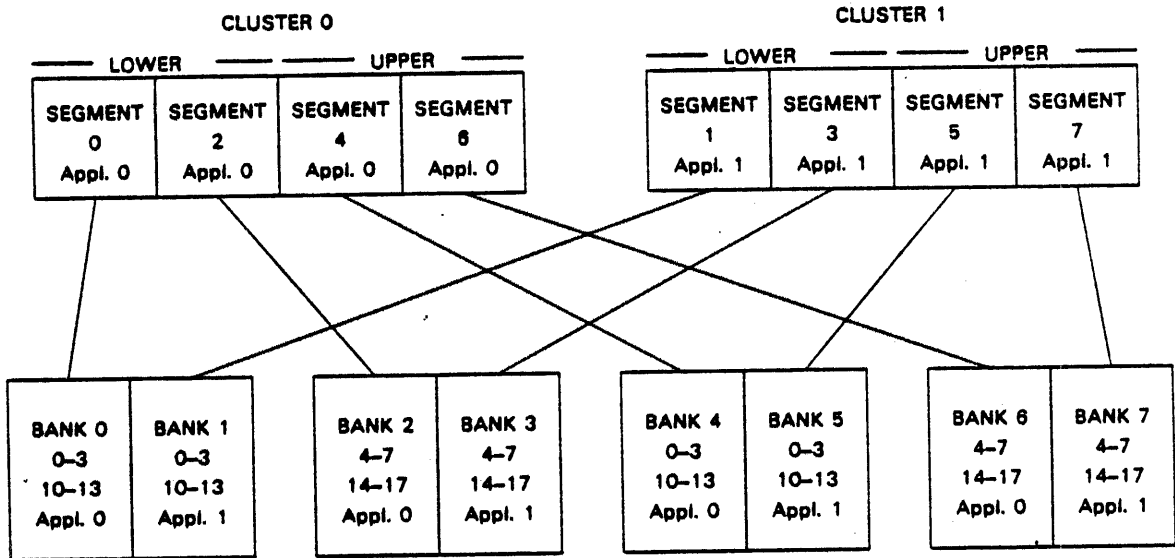 CLUSTER 0
CLUSTER 1
LOWER UPPER
LOWER UPPER
SEGMENT
0
Appl. 0
SEGMENT
2
Appl. 0
SEGMENT
4
Appl. 0
SEGMENT
6
Appl. 0
SEGMENT
1
Appl. 1
SEGMENT
3
Appl. 1
SEGMENT
5
Appl. 1
SEGMENT
7
Appl. 1
BANK 0
0–3
10–13
Appl. 0
BANK 1
0–3
10–13
Appl. 1
BANK 2
4–7
14–17
Appl. 0
BANK 3
4–7
14–17
Appl. 1
BANK 4
0–3
10–13
Appl. 0
BANK 5
0–3
10–13
Appl. 1
BANK 6
4–7
14–17
Appl. 0
BANK 7
4–7
14–17
Appl. 1